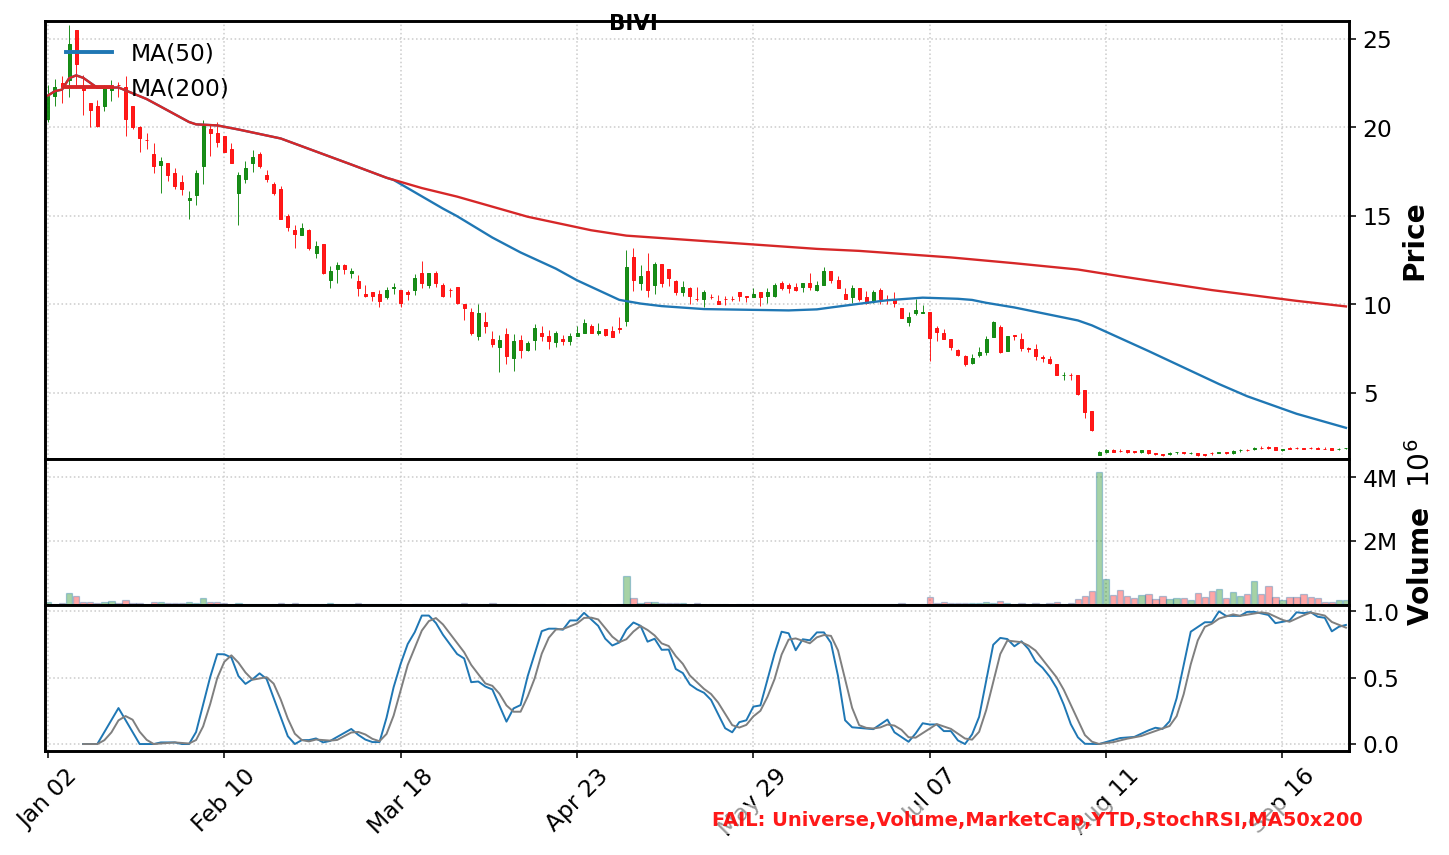 BIVI
MA(50)
MA(200)
25
20
15
10
5
Price
4M
2M
Volume 10^6
1.0
0.5
0.0
Jan 02
Feb 10
Mar 18
Apr 23
May 29
Jul 07
Aug 11
Sep 16
FAIL: Universe,Volume,MarketCap,YTD,StochRSI,MA50x200